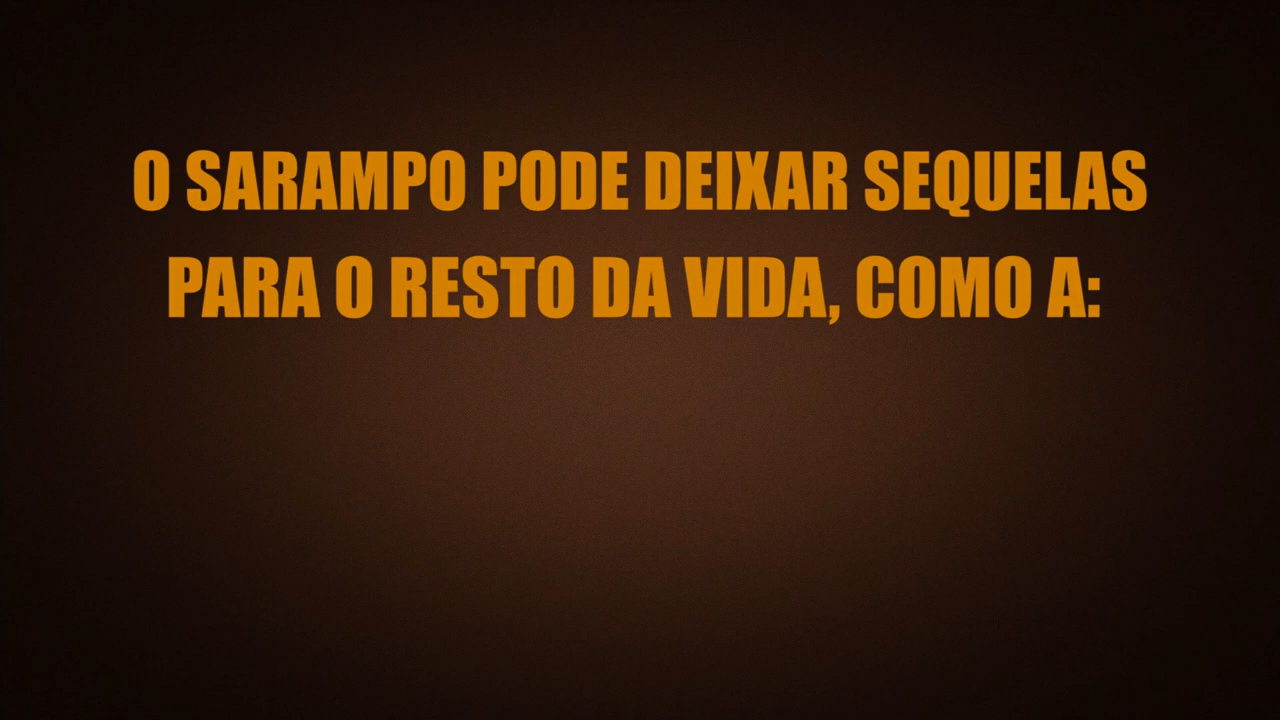 O SARAMPO PODE DEIXAR SEQUELAS
PARA O RESTO DA VIDA, COMO A: